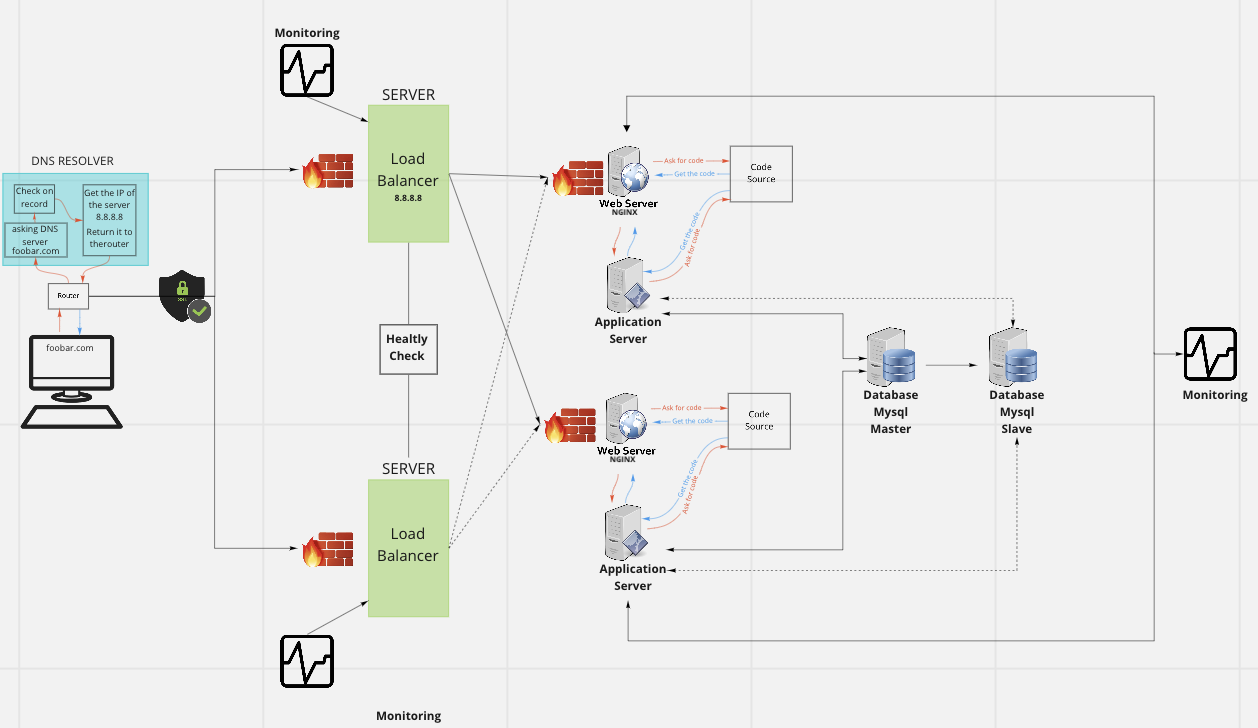 Monitoring
SERVER
Load
Balancer
8.8.8.8
DNS RESOLVER
Check on
record
Get the IP of
the server
8.8.8.8
Return it to
therouter
asking DNS
server
foobar.com
Router
SSL
foobar.com
Healtly
Check
SERVER
Load
Balancer
Monitoring
Ask for code
Get the code
Code
Source
Web Server
NGINX
Get the code
Ask for code
Application
Server
Ask for code
Get the code
Code
Source
Web Server
NGINX
Get the code
Ask for code
Application
Server
Database
Mysql
Master
Database
Mysql
Slave
Monitoring